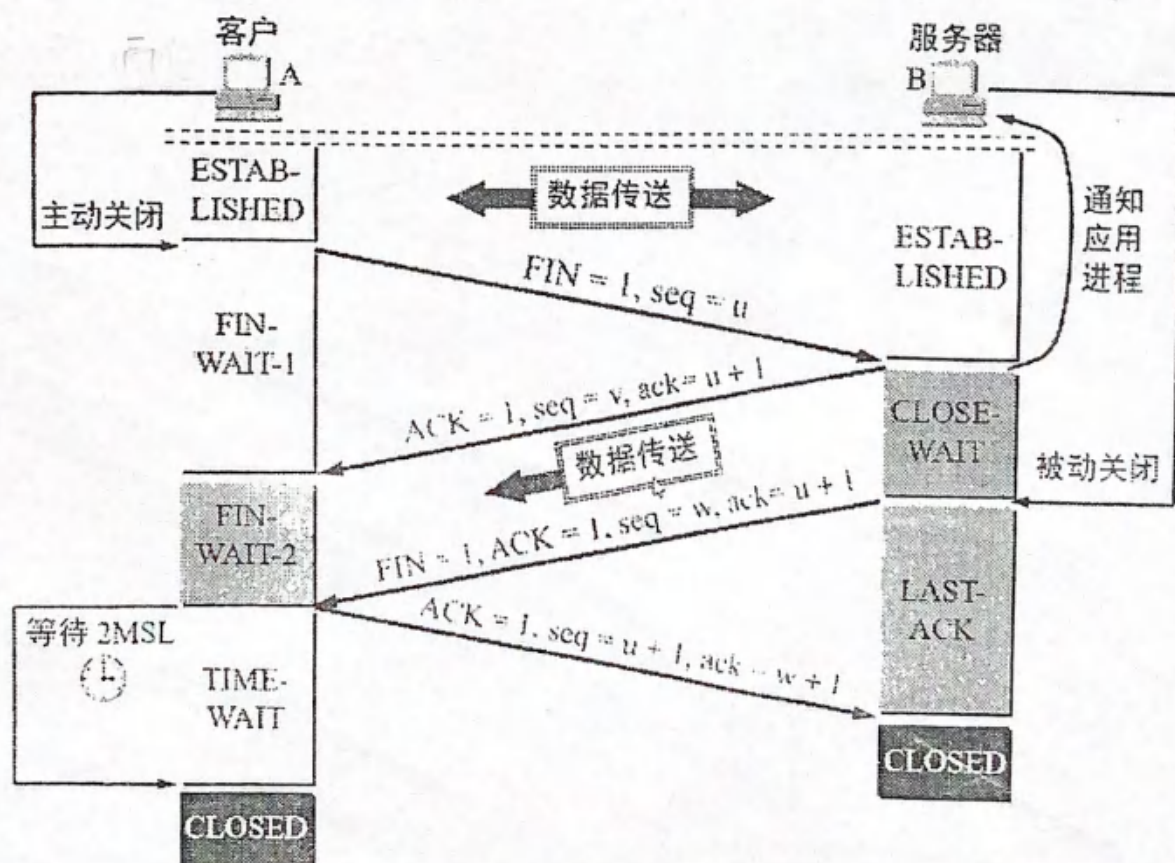 客户
服务器
A
B
ESTAB-
LISHED
数据传送
主动关闭
通知
应用
进程
ESTAB-
LISHED
FIN = 1, seq = u
FIN-
WAIT-1
ACK = 1, seq = v, ack= u + 1
CLOSE-
WAIT
数据传送
被动关闭
FIN-
WAIT-2
FIN = 1, ACK = 1, seq = w, ack= u + 1
LAST-
ACK
等待 2MSL
ACK = 1, seq = u + 1, ack = w + 1
TIME-
WAIT
CLOSED
CLOSED